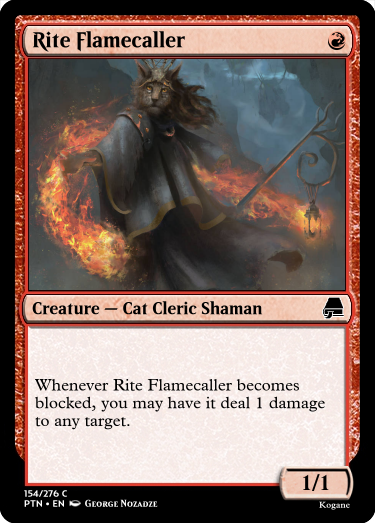 Rite Flamecaller
Creature — Cat Cleric Shaman
Whenever Rite Flamecaller becomes
blocked, you may have it deal 1 damage
to any target.
1/1
154/276 C
PTN • EN George Nozadze
Kogane